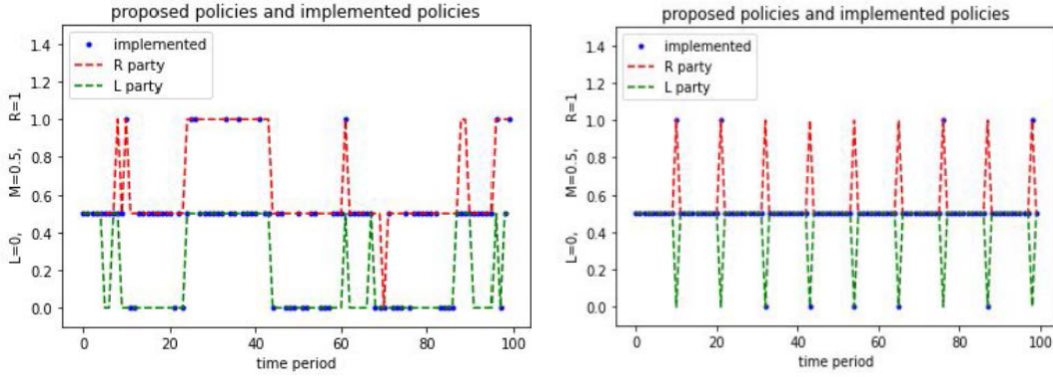 proposed policies and implemented policies
L=0, M=0.5, R=1
1.4
1.2
1.0
0.8
0.6
0.4
0.2
0.0
implemented
R party
L party
0 20 40 60 80 100
time period
proposed policies and implemented policies
L=0, M=0.5, R=1
1.4
1.2
1.0
0.8
0.6
0.4
0.2
0.0
implemented
R party
L party
0 20 40 60 80 100
time period